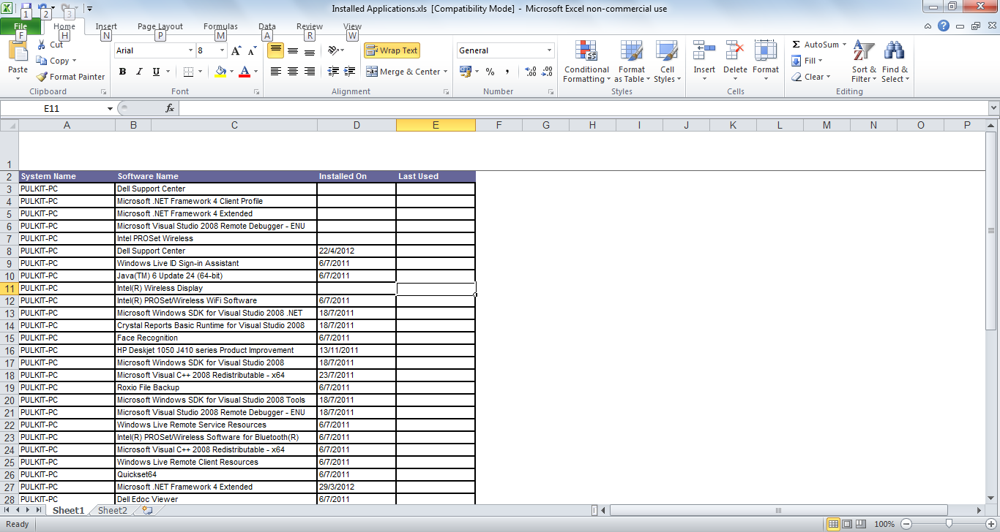 Installed Applications.xls [Compatibility Mode] - Microsoft Excel non-commercial use
1 2 3
File Home Insert Page Layout Formulas Data Review View
F H N P M A R W
Paste Cut Copy Format Painter Clipboard
Arial 8 A A B I U A Font
Wrap Text Merge & Center Alignment
General % , .00 .0 Number
Conditional Formatting Format as Table Cell Styles Styles
Insert Delete Format Cells
Σ AutoSum Fill Clear Sort & Filter Find & Select Editing
E11 fx
A B C D E F G H I J K L M N O P
1
2 System Name Software Name Installed On Last Used
3 PULKIT-PC Dell Support Center
4 PULKIT-PC Microsoft .NET Framework 4 Client Profile
5 PULKIT-PC Microsoft .NET Framework 4 Extended
6 PULKIT-PC Microsoft Visual Studio 2008 Remote Debugger - ENU
7 PULKIT-PC Intel PROSet Wireless
8 PULKIT-PC Dell Support Center 22/4/2012
9 PULKIT-PC Windows Live ID Sign-in Assistant 6/7/2011
10 PULKIT-PC Java(TM) 6 Update 24 (64-bit) 6/7/2011
11 PULKIT-PC Intel(R) Wireless Display
12 PULKIT-PC Intel(R) PROSet/Wireless WiFi Software 6/7/2011
13 PULKIT-PC Microsoft Windows SDK for Visual Studio 2008 .NET 18/7/2011
14 PULKIT-PC Crystal Reports Basic Runtime for Visual Studio 2008 18/7/2011
15 PULKIT-PC Face Recognition 6/7/2011
16 PULKIT-PC HP Deskjet 1050 J410 series Product Improvement 13/11/2011
17 PULKIT-PC Microsoft Windows SDK for Visual Studio 2008 18/7/2011
18 PULKIT-PC Microsoft Visual C++ 2008 Redistributable - x64 23/7/2011
19 PULKIT-PC Roxio File Backup 6/7/2011
20 PULKIT-PC Microsoft Windows SDK for Visual Studio 2008 Tools 18/7/2011
21 PULKIT-PC Microsoft Visual Studio 2008 Remote Debugger - ENU 18/7/2011
22 PULKIT-PC Windows Live Remote Service Resources 6/7/2011
23 PULKIT-PC Intel(R) PROSet/Wireless Software for Bluetooth(R) 6/7/2011
24 PULKIT-PC Microsoft Visual C++ 2008 Redistributable - x64 6/7/2011
25 PULKIT-PC Windows Live Remote Client Resources 6/7/2011
26 PULKIT-PC Quickset64 6/7/2011
27 PULKIT-PC Microsoft .NET Framework 4 Extended 29/3/2012
28 PULKIT-PC Dell Edoc Viewer 6/7/2011
Sheet1 Sheet2
Ready 100%